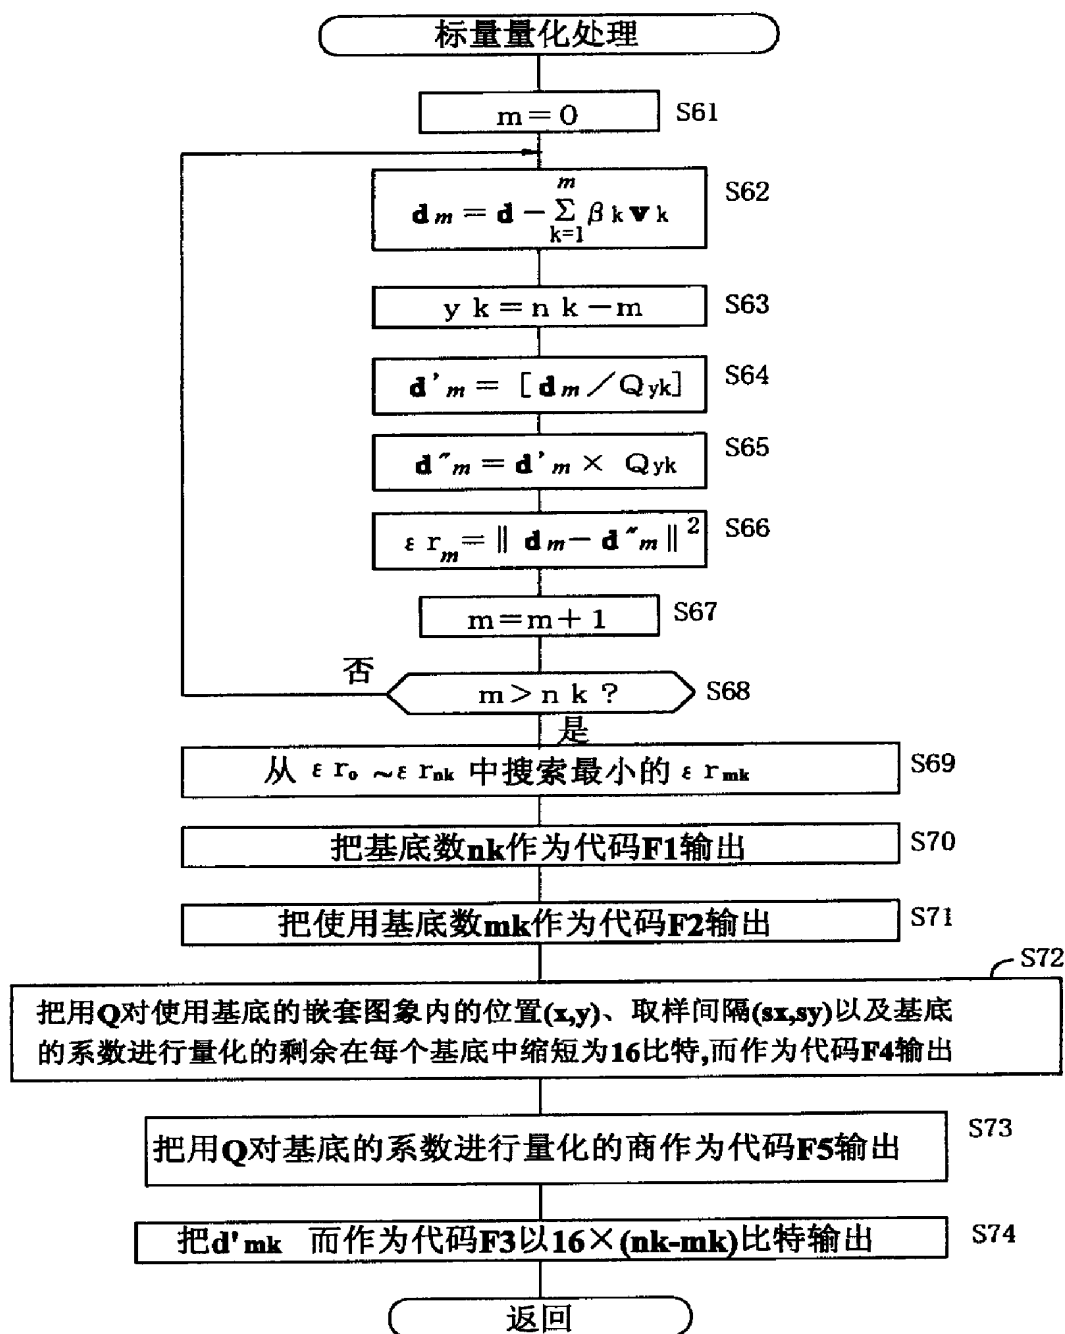 标量量化处理
m=0 S61
dm=d-Σβkvk S62
m
k=1
yk=nk-m S63
d'm=[dm/Qyk] S64
d″m=d'm×Qyk S65
εrm=‖dm-d″m‖² S66
m=m+1 S67
否
m>nk? S68
是
从εr₀~εrnk中搜索最小的εrmk S69
把基底数nk作为代码F1输出 S70
把使用基底数mk作为代码F2输出 S71
S72
把用Q对使用基底的嵌套图象内的位置(x,y)、取样间隔(sx,sy)以及基底
的系数进行量化的剩余在每个基底中缩短为16比特,而作为代码F4输出
把用Q对基底的系数进行量化的商作为代码F5输出 S73
把d'mk 而作为代码F3以16×(nk-mk)比特输出 S74
返回